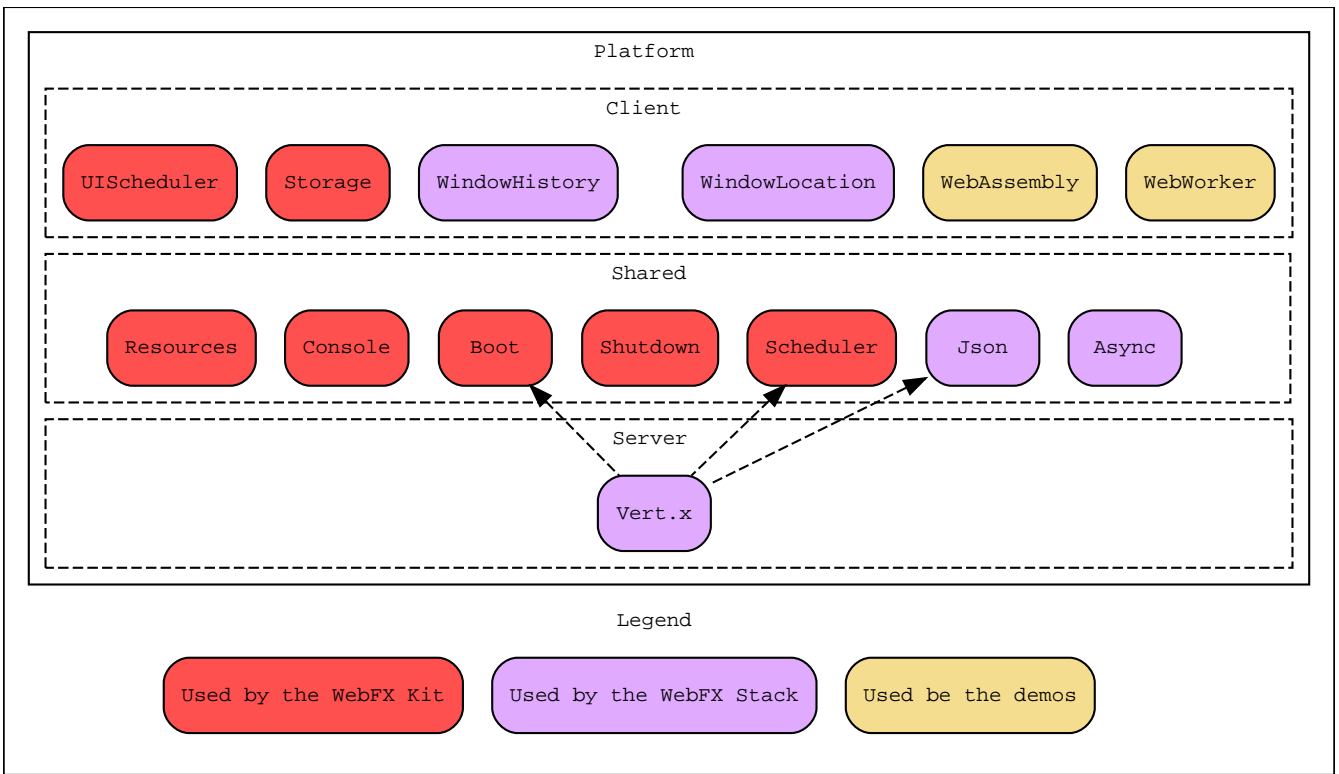 Platform
Client
UIScheduler Storage WindowHistory WindowLocation WebAssembly WebWorker
Shared
Resources Console Boot Shutdown Scheduler Json Async
Server
Vert.x
Legend
Used by the WebFX Kit Used by the WebFX Stack Used be the demos